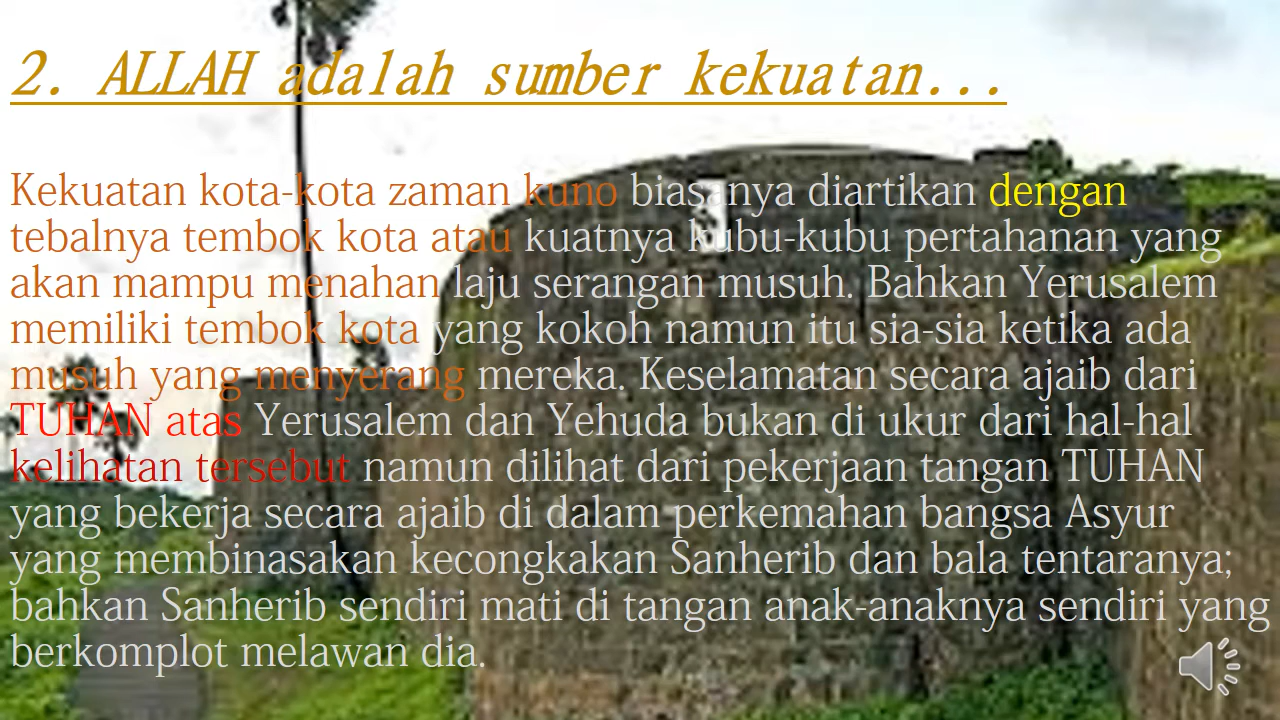 2. ALLAH adalah sumber kekuatan...
Kekuatan kota-kota zaman kuno biasanya diartikan dengan
tebalnya tembok kota atau kuatnya kubu-kubu pertahanan yang
akan mampu menahan laju serangan musuh. Bahkan Yerusalem
memiliki tembok kota yang kokoh namun itu sia-sia ketika ada
musuh yang menyerang mereka. Keselamatan secara ajaib dari
TUHAN atas Yerusalem dan Yehuda bukan di ukur dari hal-hal
kelihatan tersebut namun dilihat dari pekerjaan tangan TUHAN
yang bekerja secara ajaib di dalam perkemahan bangsa Asyur
yang membinasakan kecongkakan Sanherib dan bala tentaranya;
bahkan Sanherib sendiri mati di tangan anak-anaknya sendiri yang
berkomplot melawan dia.